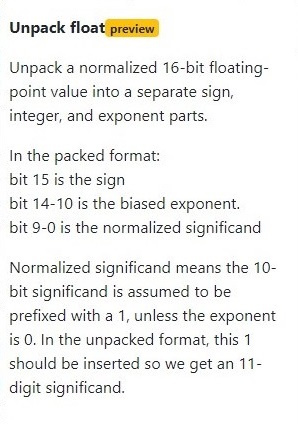 Unpack float preview
Unpack a normalized 16-bit floating-
point value into a separate sign,
integer, and exponent parts.
In the packed format:
bit 15 is the sign
bit 14-10 is the biased exponent.
bit 9-0 is the normalized significand
Normalized significand means the 10-
bit significand is assumed to be
prefixed with a 1, unless the exponent
is 0. In the unpacked format, this 1
should be inserted so we get an 11-
digit significand.